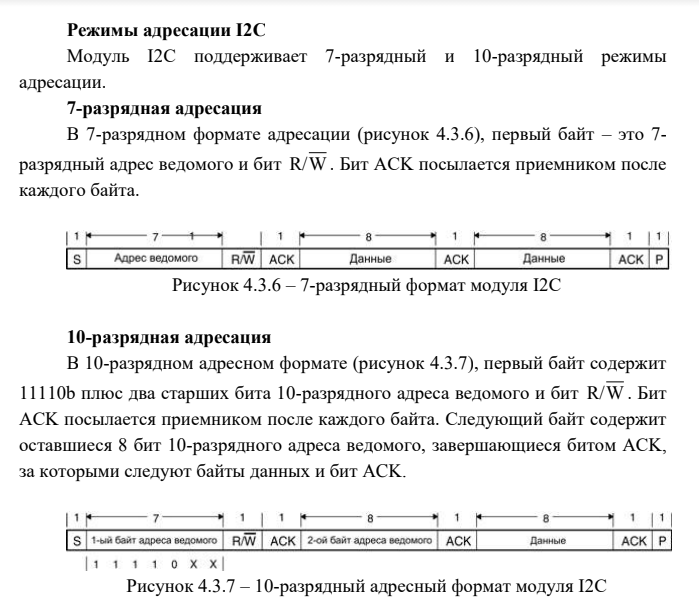 Режимы адресации I2C
Модуль I2C поддерживает 7-разрядный и 10-разрядный режимы
адресации.
7-разрядная адресация
В 7-разрядном формате адресации (рисунок 4.3.6), первый байт – это 7-
разрядный адрес ведомого и бит R/W̅. Бит ACK посылается приемником после
каждого байта.
1 7 1 1 8 1 8 1 1
S Адрес ведомого R/W̅ ACK Данные ACK Данные ACK P
Рисунок 4.3.6 – 7-разрядный формат модуля I2C
10-разрядная адресация
В 10-разрядном адресном формате (рисунок 4.3.7), первый байт содержит
11110b плюс два старших бита 10-разрядного адреса ведомого и бит R/W̅. Бит
ACK посылается приемником после каждого байта. Следующий байт содержит
оставшиеся 8 бит 10-разрядного адреса ведомого, завершающиеся битом ACK,
за которыми следуют байты данных и бит ACK.
1 7 1 1 8 1 8 1 1
S 1-ый байт адреса ведомого R/W̅ ACK 2-ой байт адреса ведомого ACK Данные ACK P
1 1 1 1 0 X X
Рисунок 4.3.7 – 10-разрядный адресный формат модуля I2C